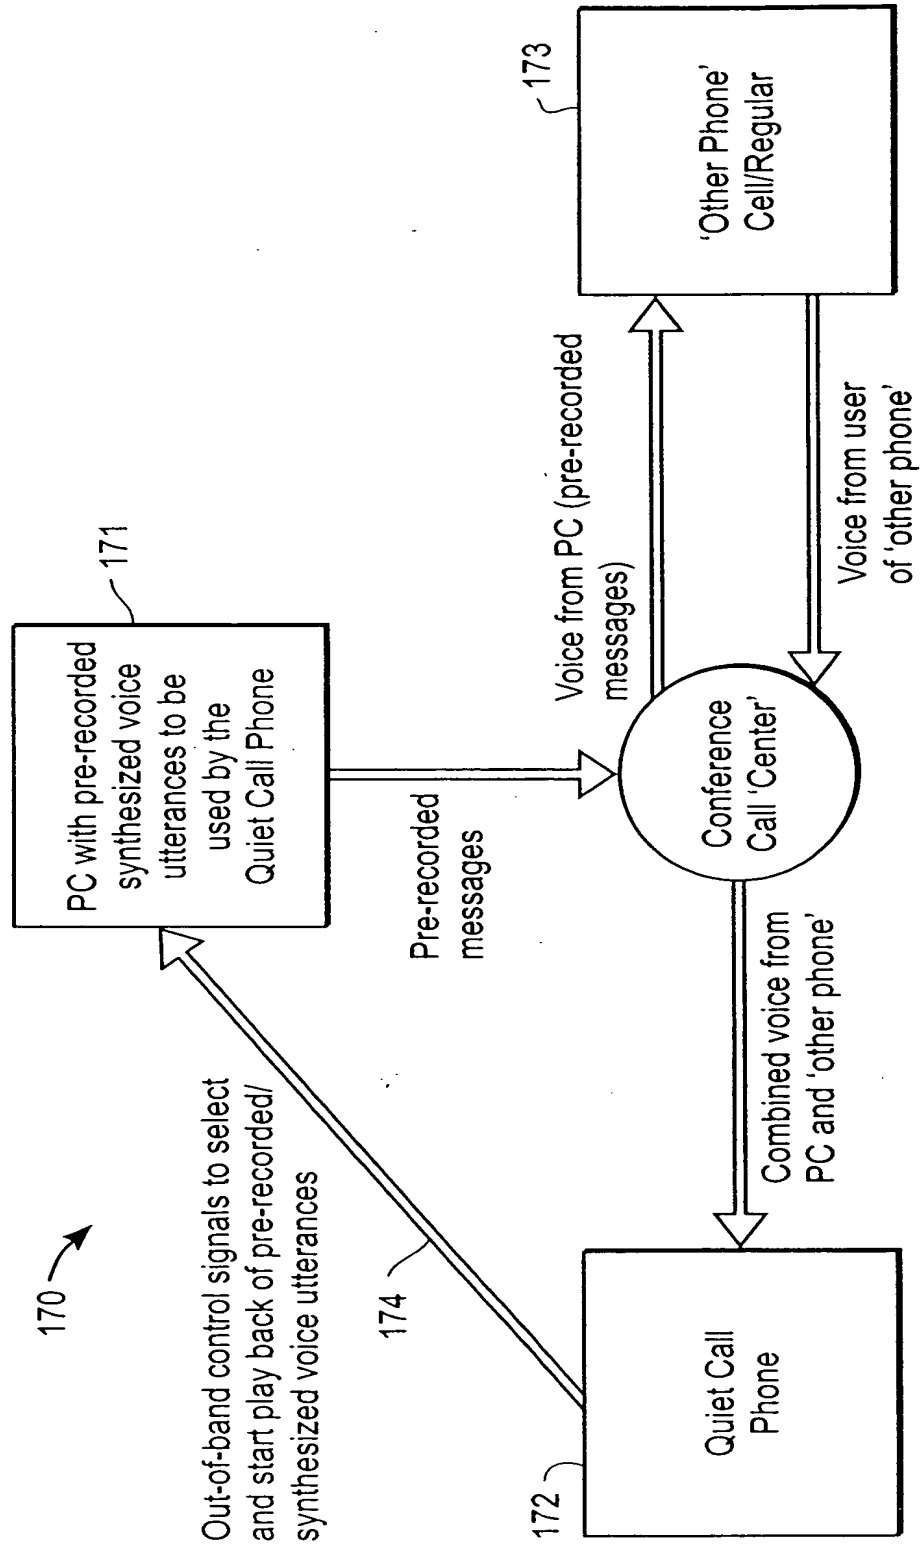 170
Out-of-band control signals to select
and start play back of pre-recorded/
synthesized voice utterances
174
PC with pre-recorded
synthesized voice
utterances to be
used by the
Quiet Call Phone
171
Pre-recorded
messages
172
Quiet Call
Phone
Combined voice from
PC and 'other phone'
Conference
Call 'Center'
Voice from PC (pre-recorded
messages)
Voice from user
of 'other phone'
173
'Other Phone'
Cell/Regular